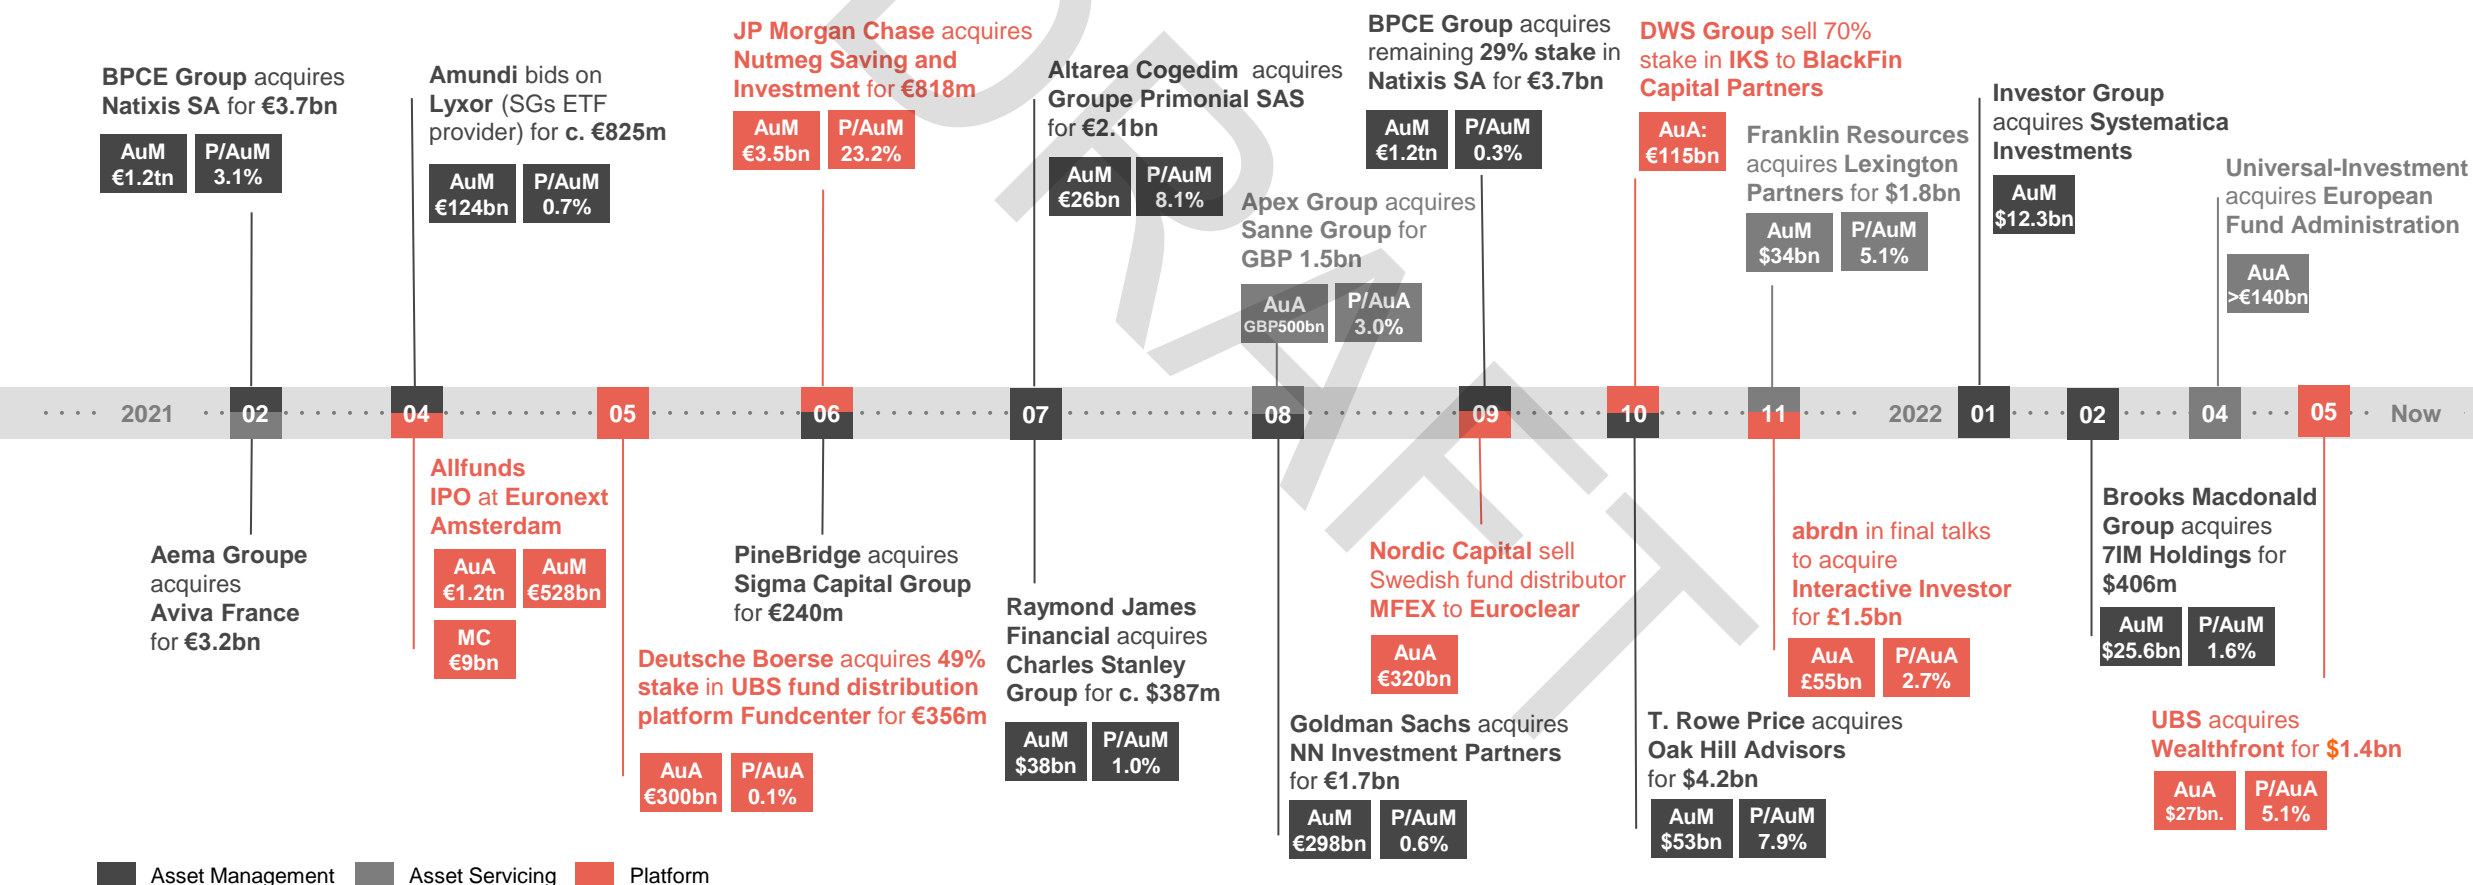 BPCE Group acquires
Natixis SA for €3.7bn
AuM
€1.2tn
P/AuM
3.1%
Amundi bids on
Lyxor (SGs ETF
provider) for c. €825m
AuM
€124bn
P/AuM
0.7%
JP Morgan Chase acquires
Nutmeg Saving and
Investment for €818m
AuM
€3.5bn
P/AuM
23.2%
Altarea Cogedim acquires
Groupe Primonial SAS
for €2.1bn
AuM
€26bn
P/AuM
8.1%
Apex Group acquires
Sanne Group for
GBP 1.5bn
AuA
GBP500bn
P/AuA
3.0%
BPCE Group acquires
remaining 29% stake in
Natixis SA for €3.7bn
AuM
€1.2tn
P/AuM
0.3%
DWS Group sell 70%
stake in IKS to BlackFin
Capital Partners
AuA:
€115bn
Franklin Resources
acquires Lexington
Partners for $1.8bn
AuM
$34bn
P/AuM
5.1%
Investor Group
acquires Systematica
Investments
AuM
$12.3bn
Universal-Investment
acquires European
Fund Administration
AuA
>€140bn
2021 02 04 05 06 07 08 09 10 11 2022 01 02 04 05 Now
Aema Groupe
acquires
Aviva France
for €3.2bn
Allfunds
IPO at Euronext
Amsterdam
AuA
€1.2tn
AuM
€528bn
MC
€9bn
Deutsche Boerse acquires 49%
stake in UBS fund distribution
platform Fundcenter for €356m
AuA
€300bn
P/AuA
0.1%
PineBridge acquires
Sigma Capital Group
for €240m
Raymond James
Financial acquires
Charles Stanley
Group for c. $387m
AuM
$38bn
P/AuM
1.0%
Goldman Sachs acquires
NN Investment Partners
for €1.7bn
AuM
€298bn
P/AuM
0.6%
Nordic Capital sell
Swedish fund distributor
MFEX to Euroclear
AuA
€320bn
T. Rowe Price acquires
Oak Hill Advisors
for $4.2bn
AuM
$53bn
P/AuM
7.9%
abrdn in final talks
to acquire
Interactive Investor
for £1.5bn
AuA
£55bn
P/AuA
2.7%
Brooks Macdonald
Group acquires
7IM Holdings for
$406m
AuM
$25.6bn
P/AuM
1.6%
UBS acquires
Wealthfront for $1.4bn
AuA
$27bn.
P/AuA
5.1%
Asset Management Asset Servicing Platform
DRAFT